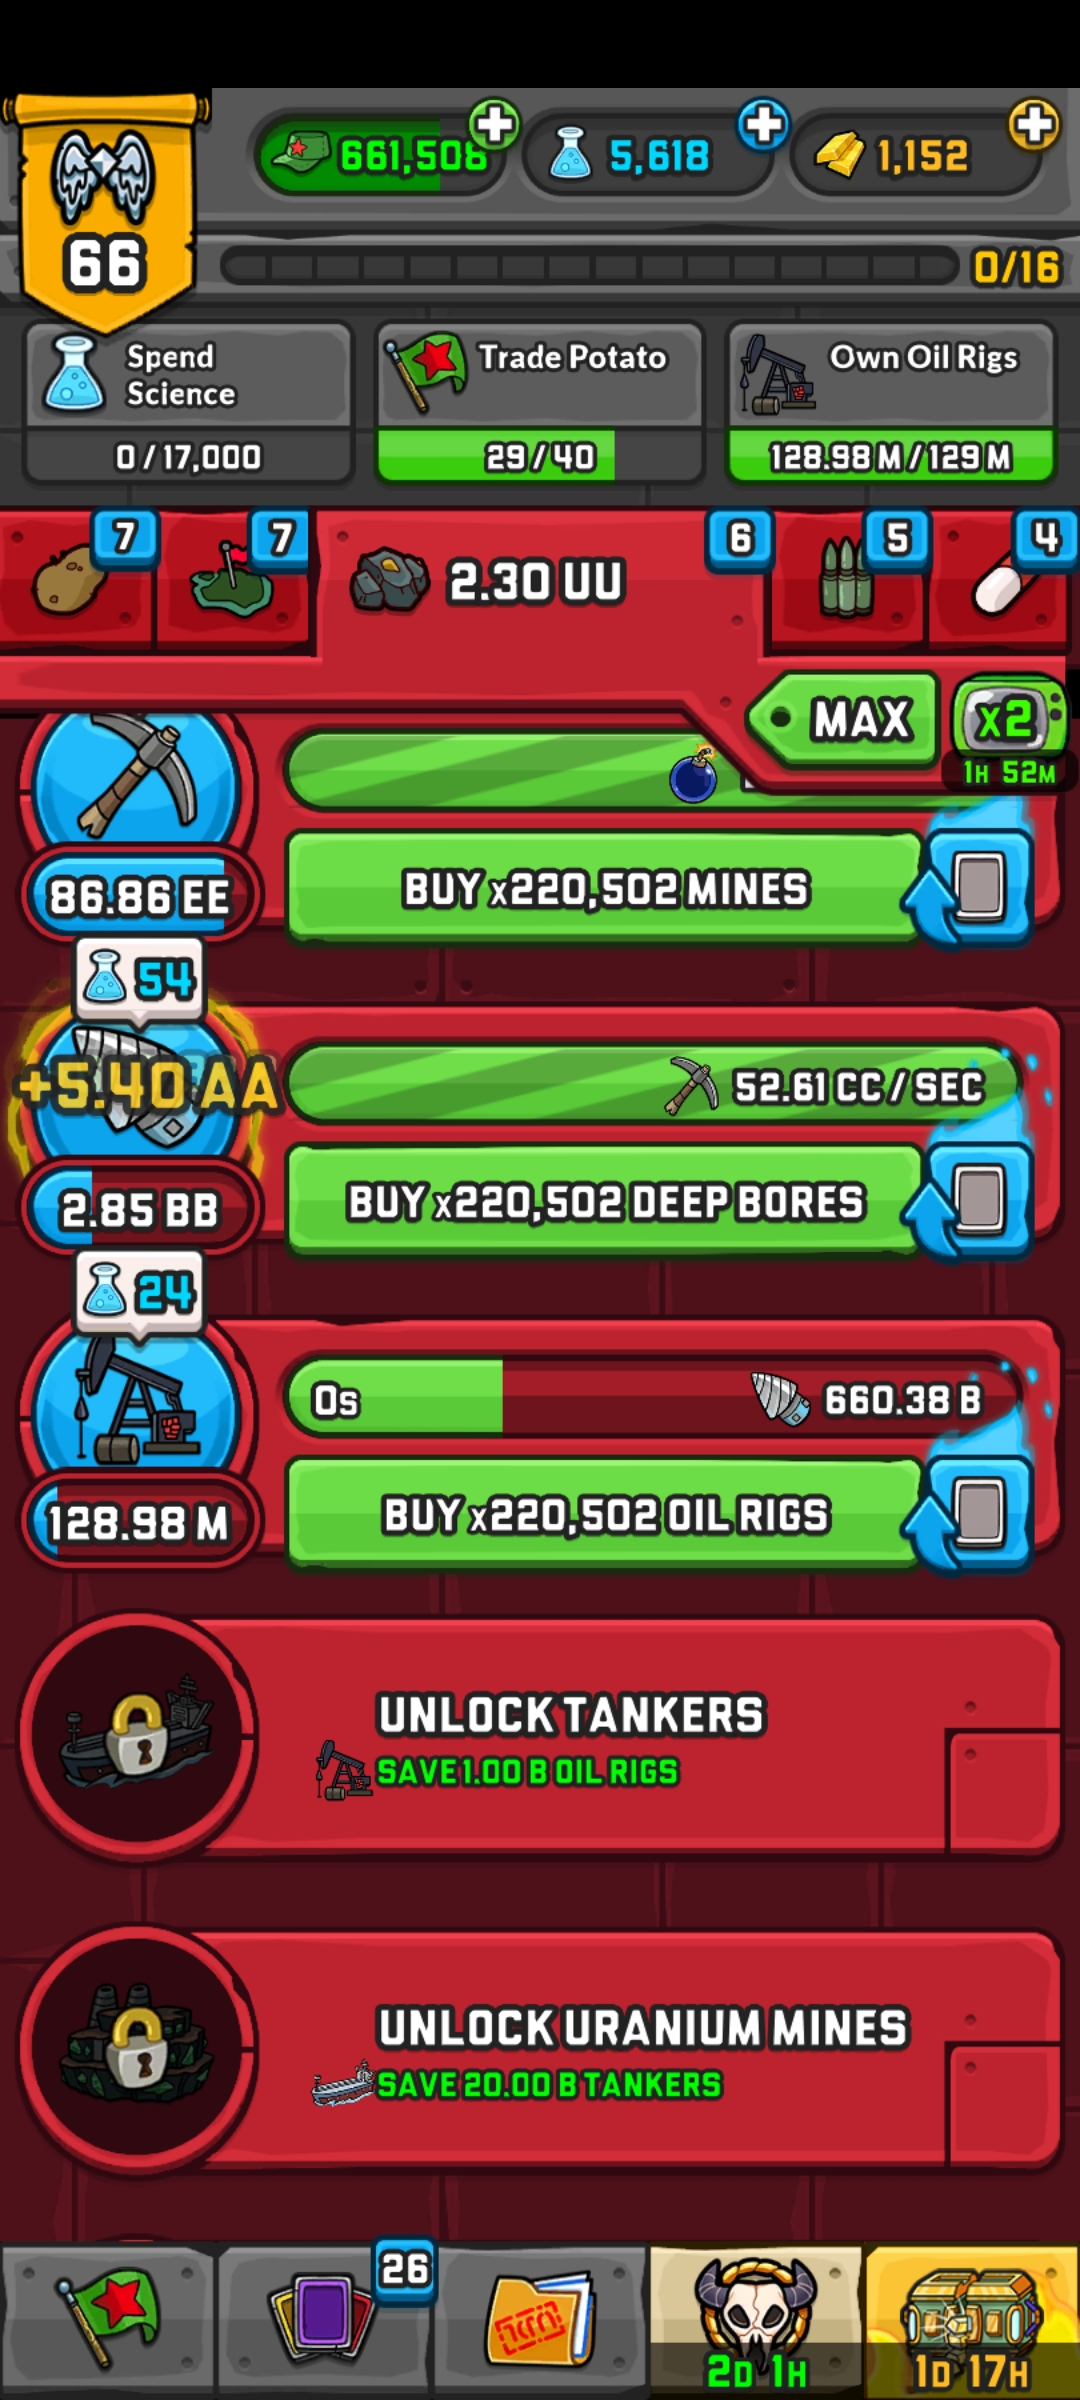 661,508
5,618
1,152
66
0/16
Spend
Science
0/17,000
Trade Potato
29/40
Own Oil Rigs
128.98 M/129 M
7
7
2.30 UU
6
5
4
MAX
x2
1H 52M
86.86 EE
BUY x220,502 MINES
54
+5.40 AA
52.61 CC/SEC
2.85 BB
BUY x220,502 DEEP BORES
24
0s
660.38 B
128.98 M
BUY x220,502 OIL RIGS
UNLOCK TANKERS
SAVE 1.00 B OIL RIGS
UNLOCK URANIUM MINES
SAVE 20.00 B TANKERS
26
2D 1H
1D 17H